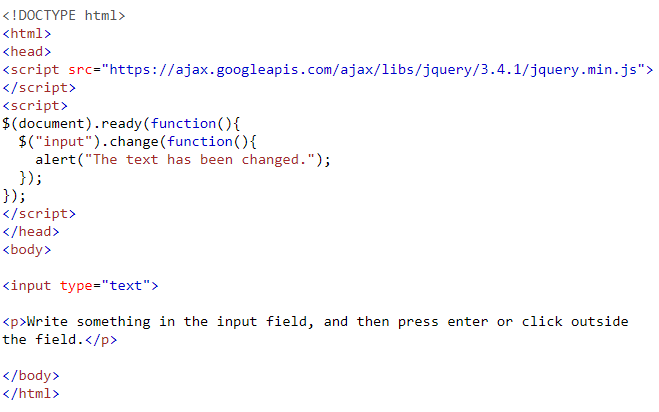 <!DOCTYPE html>
<html>
<head>
<script src="https://ajax.googleapis.com/ajax/libs/jquery/3.4.1/jquery.min.js">
</script>
<script>
$(document).ready(function(){
  $("input").change(function(){
    alert("The text has been changed.");
  });
});
</script>
</head>
<body>

<input type="text">

<p>Write something in the input field, and then press enter or click outside
the field.</p>

</body>
</html>